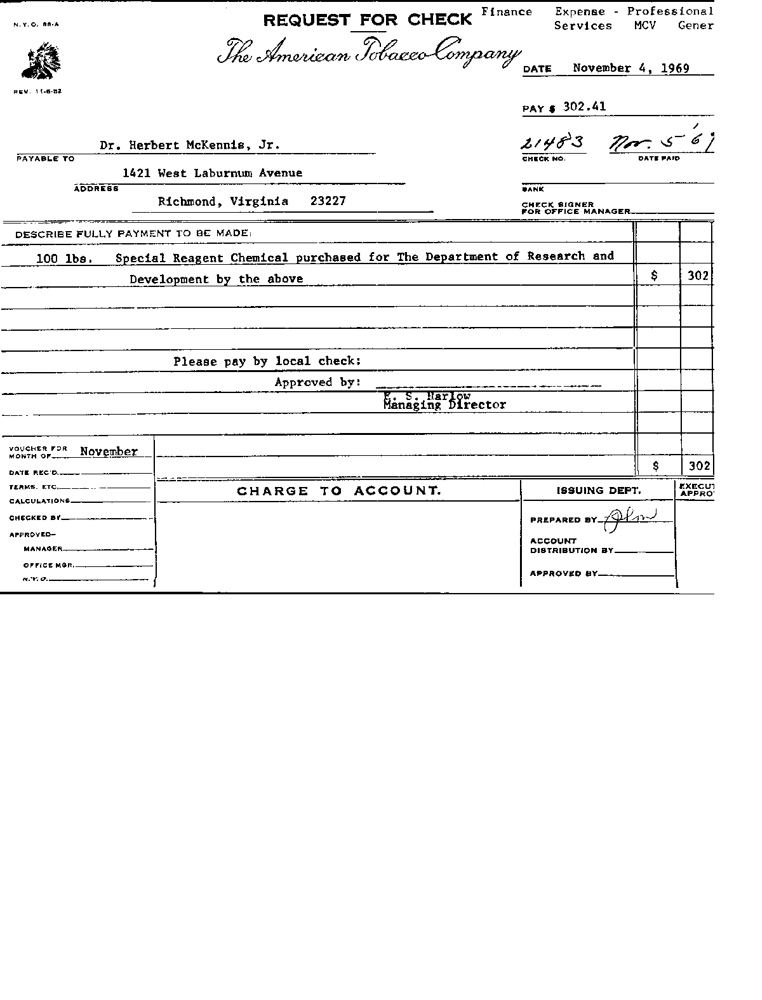 N.Y.O. 88-A
REQUEST FOR CHECK
Finance Expense - Professional
Services MCV Gener
The American Tobacco Company
DATE November 4, 1969
REV. 11-6-52
PAY $ 302.41
Dr. Herbert McKennis, Jr.
21483 Nov. 5
PAYABLE TO
CHECK NO. DATE PAID
1421 West Laburnum Avenue
ADDRESS
BANK
Richmond, Virginia 23227
CHECK SIGNER
FOR OFFICE MANAGER
DESCRIBE FULLY PAYMENT TO BE MADE:
100 lbs. Special Reagent Chemical purchased for The Department of Research and
Development by the above $ 302
Please pay by local check:
Approved by:
E. S. Harlow
Managing Director
VOUCHER FOR
MONTH OF November
DATE REC'D. $ 302
TERMS, ETC.
CHARGE TO ACCOUNT.
ISSUING DEPT.
EXECUT
APPRO
CALCULATIONS
CHECKED BY
PREPARED BY
APPROVED—
MANAGER
ACCOUNT
DISTRIBUTION BY
OFFICE MGR.
N.Y.O.
APPROVED BY